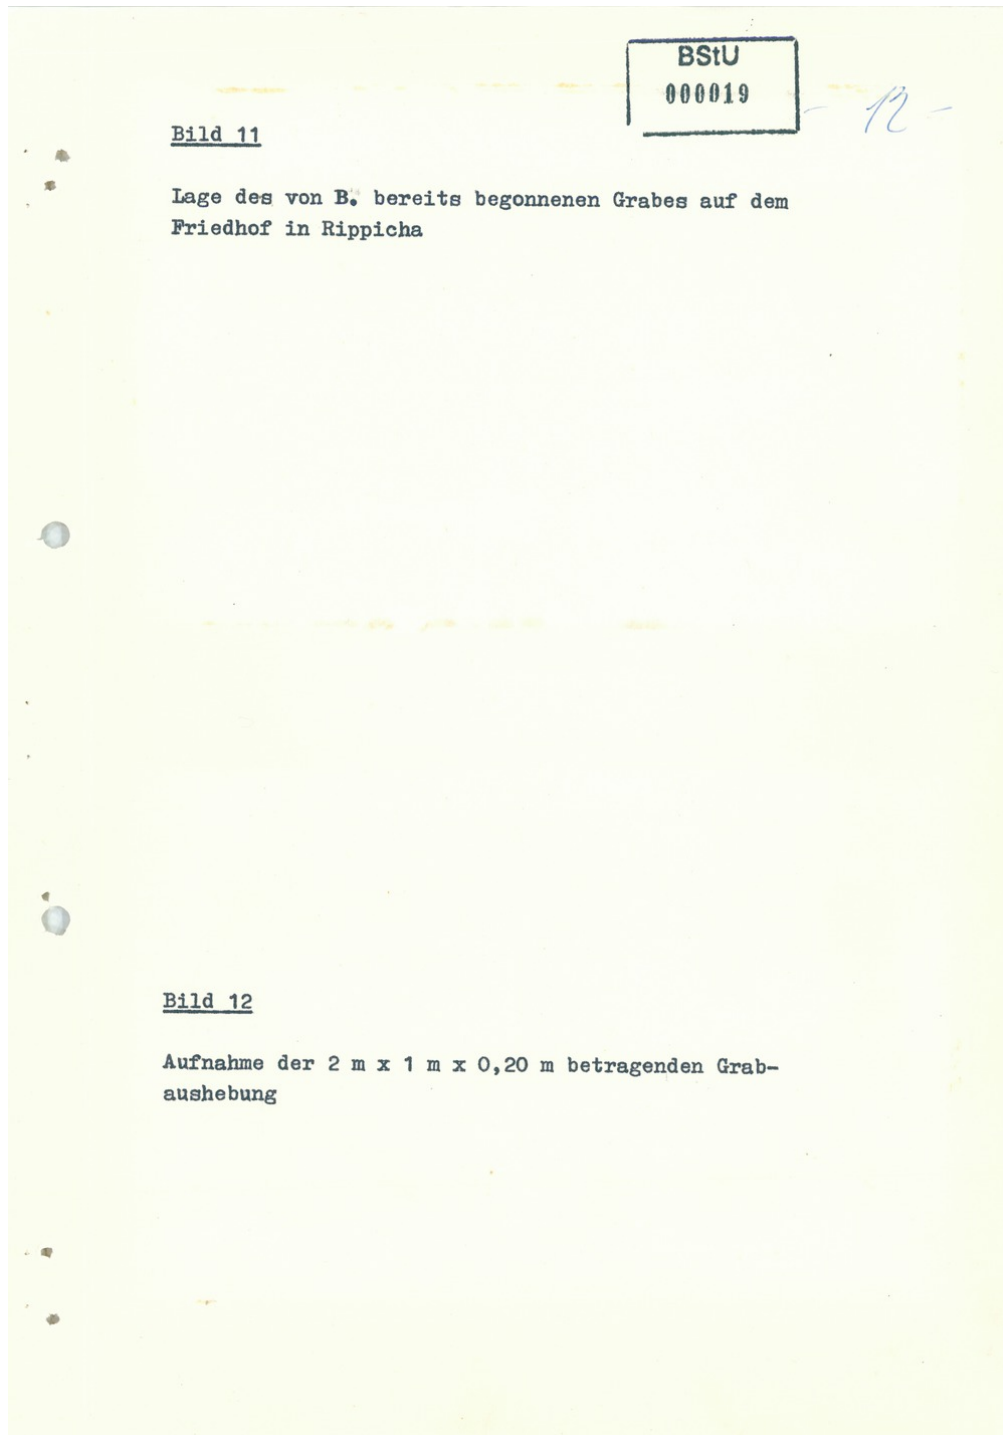 BStU
000019
- 12 -
Bild 11
Lage des von B. bereits begonnenen Grabes auf dem
Friedhof in Rippicha
Bild 12
Aufnahme der 2 m x 1 m x 0,20 m betragenden Grab-
aushebung